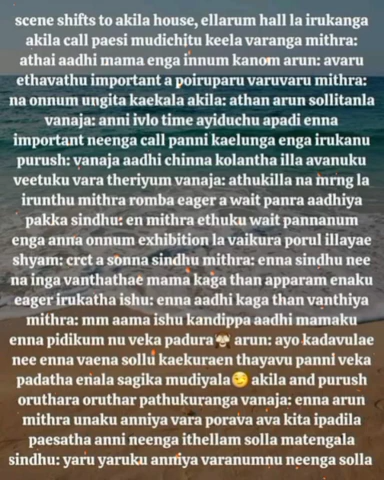 scene shifts to akila house, ellarum hall la irukanga
akila call paesi mudichitu keela varanga mithra:
athai aadhi mama enga innum kanom arun: avaru
ethavathu important a poiruparu varuvaru mithra:
na onnum ungita kaekala akila: athan arun sollitanla
vanaja: anni ivlo time ayiduchu apadi enna
important neenga call panni kaelunga enga irukanu
purush: vanaja aadhi chinna kolantha illa avanuku
veetuku vara theriyum vanaja: athukilla na mrng la
irunthu mithra romba eager a wait panra aadhiya
pakka sindhu: en mithra ethuku wait pannanum
enga anna onnum exhibition la vaikura porul illayae
shyam: crct a sonna sindhu mithra: enna sindhu nee
na inga vanthathae mama kaga than apparam enaku
eager irukatha ishu: enna aadhi kaga than vanthiya
mithra: mm aama ishu kandippa aadhi mamaku
enna pidikum nu veka padura🙈 arun: ayo kadavulae
nee enna vaena sollu kaekuraen thayavu panni veka
padatha enala sagika mudiyala😏 akila and purush
oruthara oruthar pathukuranga vanaja: enna arun
mithra unaku anniya vara porava ava kita ipadila
paesatha anni neenga ithellam solla matengala
sindhu: yaru yaruku anniya varanumnu neenga solla